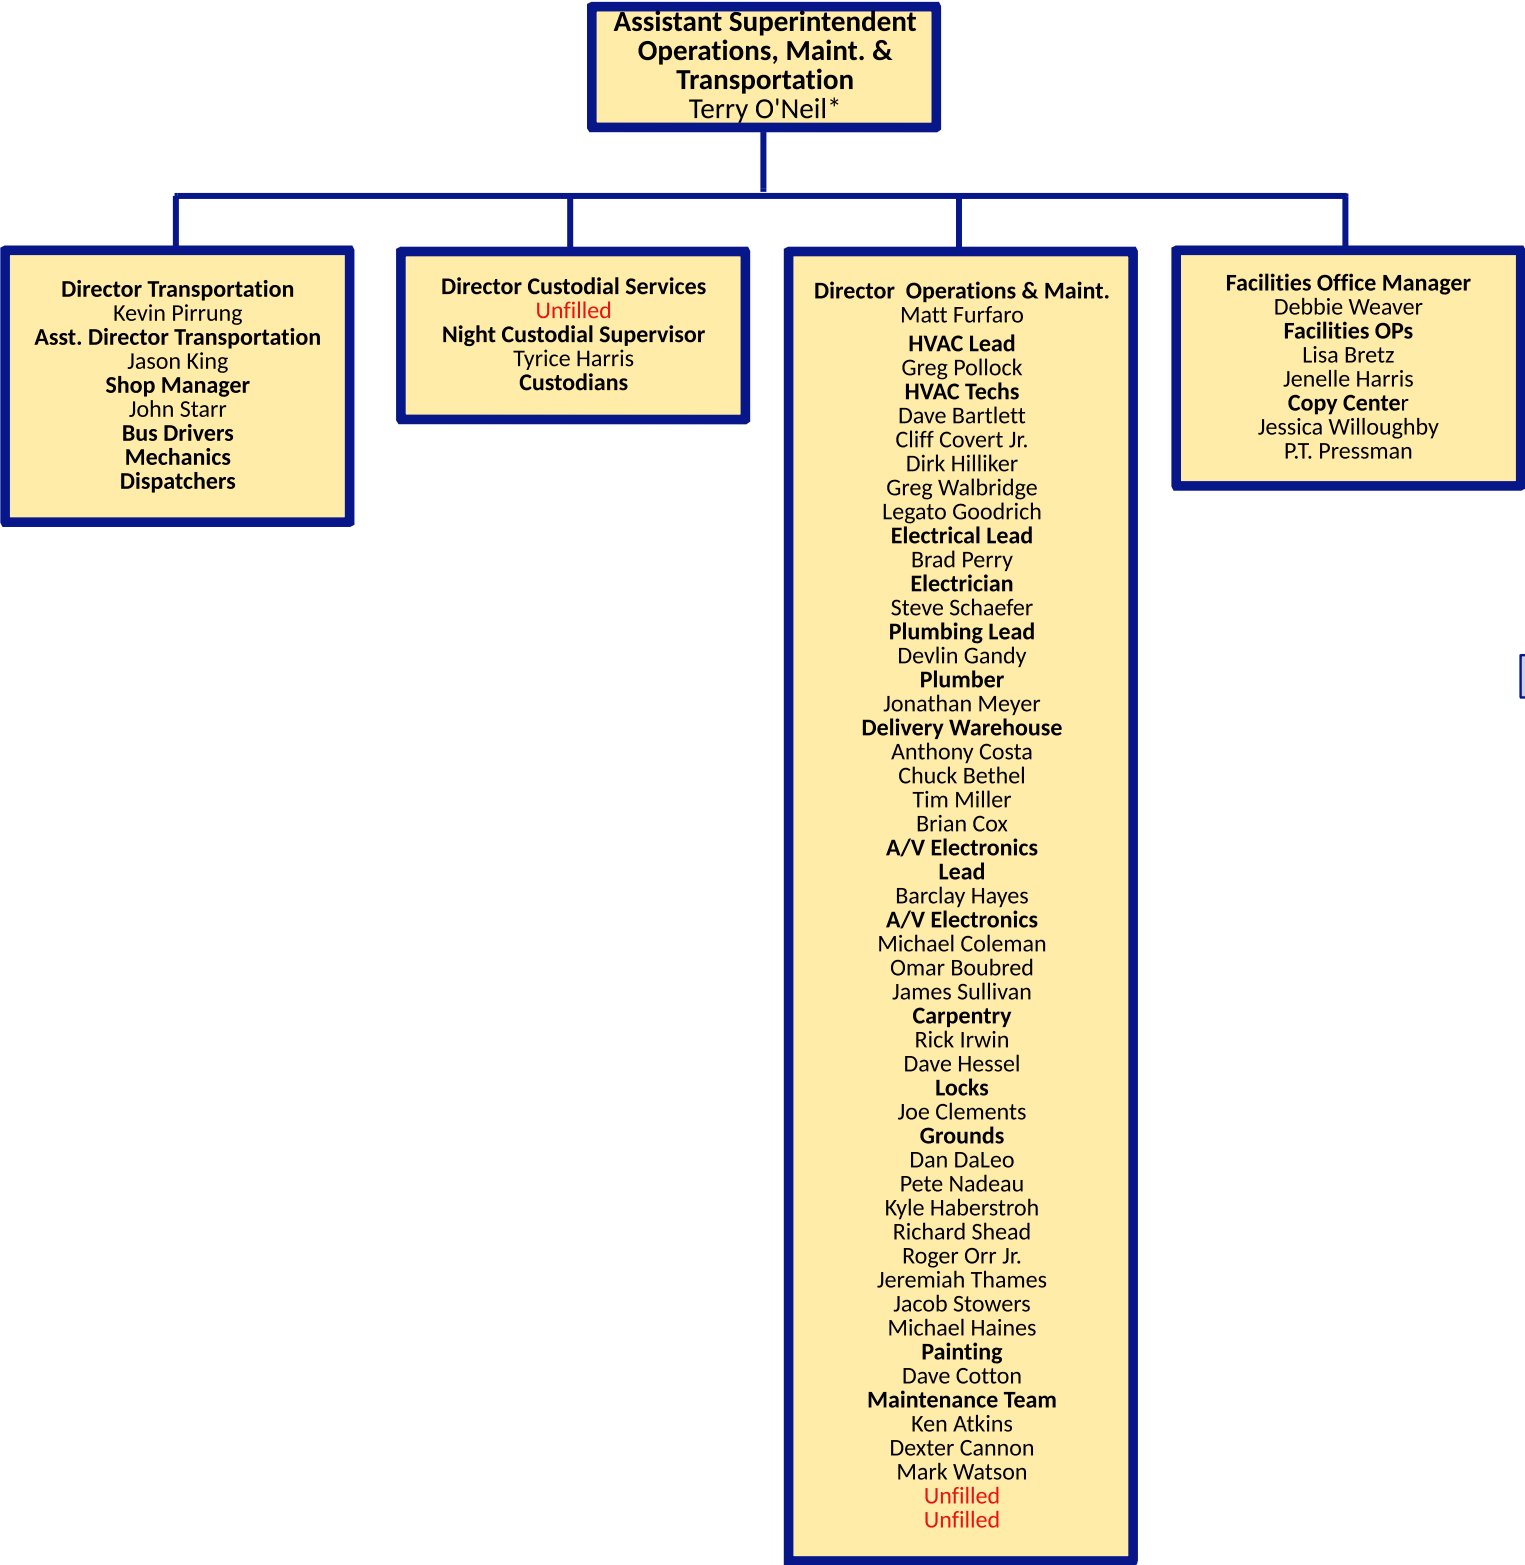 Assistant Superintendent
Operations, Maint. &
Transportation
Terry O'Neil*
Director Transportation
Kevin Pirrung
Asst. Director Transportation
Jason King
Shop Manager
John Starr
Bus Drivers
Mechanics
Dispatchers
Director Custodial Services
Unfilled
Night Custodial Supervisor
Tyrice Harris
Custodians
Director  Operations & Maint.
Matt Furfaro
HVAC Lead
Greg Pollock
HVAC Techs
Dave Bartlett
Cliff Covert Jr.
Dirk Hilliker
Greg Walbridge
Legato Goodrich
Electrical Lead
Brad Perry
Electrician
Steve Schaefer
Plumbing Lead
Devlin Gandy
Plumber
Jonathan Meyer
Delivery Warehouse
Anthony Costa
Chuck Bethel
Tim Miller
Brian Cox
A/V Electronics
Lead
Barclay Hayes
A/V Electronics
Michael Coleman
Omar Boubred
James Sullivan
Carpentry
Rick Irwin
Dave Hessel
Locks
Joe Clements
Grounds
Dan DaLeo
Pete Nadeau
Kyle Haberstroh
Richard Shead
Roger Orr Jr.
Jeremiah Thames
Jacob Stowers
Michael Haines
Painting
Dave Cotton
Maintenance Team
Ken Atkins
Dexter Cannon
Mark Watson
Unfilled
Unfilled
Facilities Office Manager
Debbie Weaver
Facilities OPs
Lisa Bretz
Jenelle Harris
Copy Center
Jessica Willoughby
P.T. Pressman